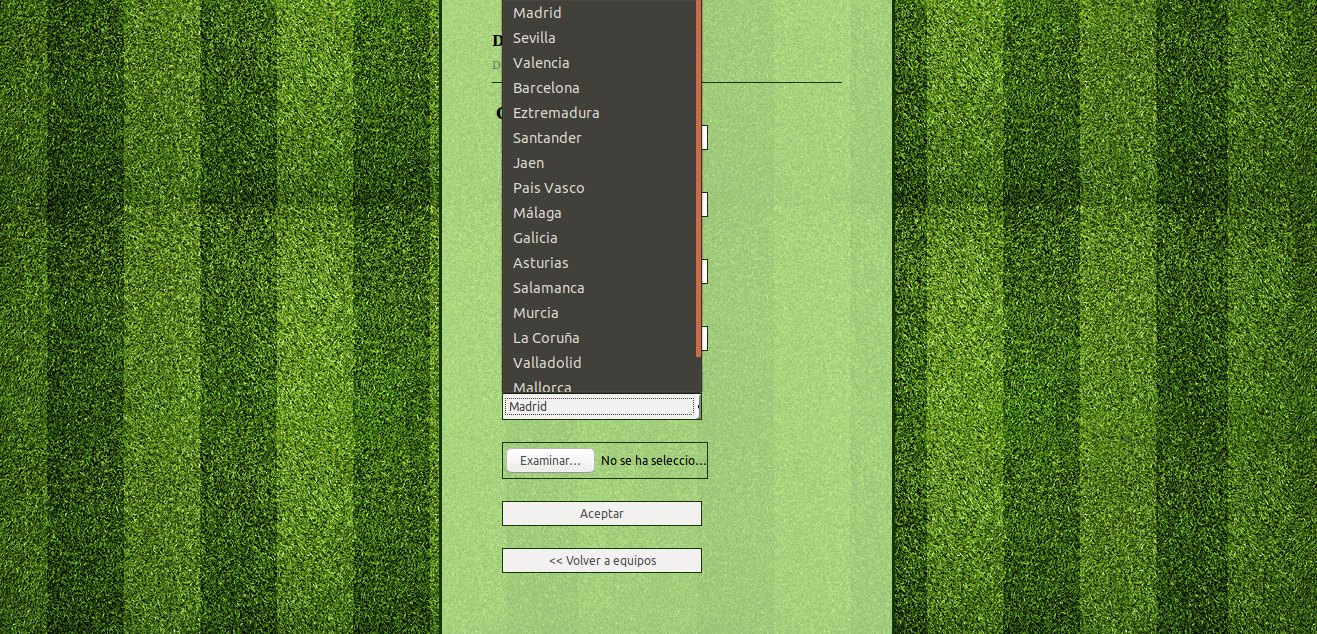 Madrid
Sevilla
Valencia
Barcelona
Eztremadura
Santander
Jaen
Pais Vasco
Málaga
Galicia
Asturias
Salamanca
Murcia
La Coruña
Valladolid
Mallorca
Madrid
Examinar... No se ha seleccio...
Aceptar
<< Volver a equipos